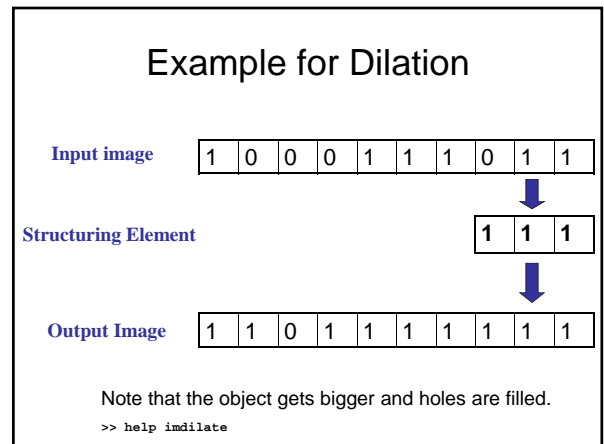 Example for Dilation
Input image 1 0 0 0 1 1 1 0 1 1
Structuring Element 1 1 1
Output Image 1 1 0 1 1 1 1 1 1 1
Note that the object gets bigger and holes are filled.
>> help imdilate